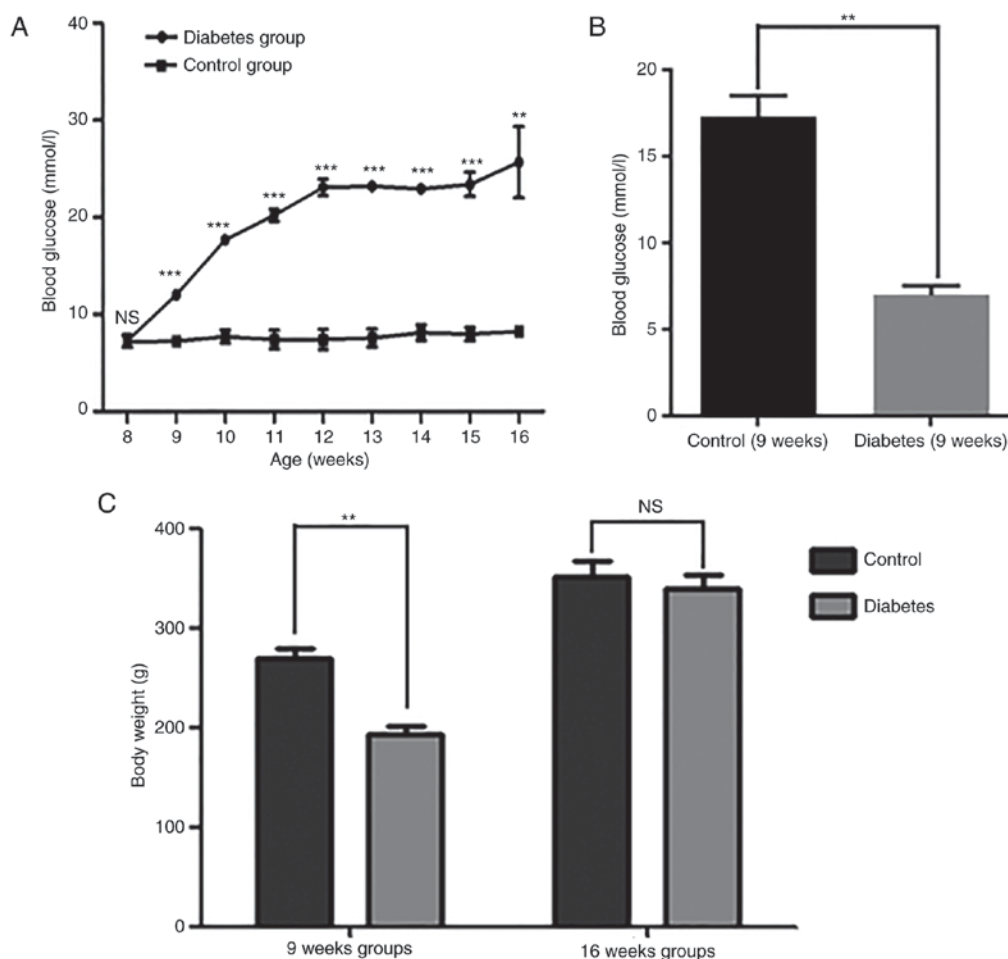 A
Diabetes group
Control group
Blood glucose (mmol/l)
40
30
20
10
0
NS
***
***
***
***
***
***
***
**
8 9 10 11 12 13 14 15 16
Age (weeks)
B
**
Blood glucose (mmol/l)
20
15
10
5
0
Control (9 weeks) Diabetes (9 weeks)
C
**
NS
Body weight (g)
400
300
200
100
0
9 weeks groups 16 weeks groups
Control
Diabetes